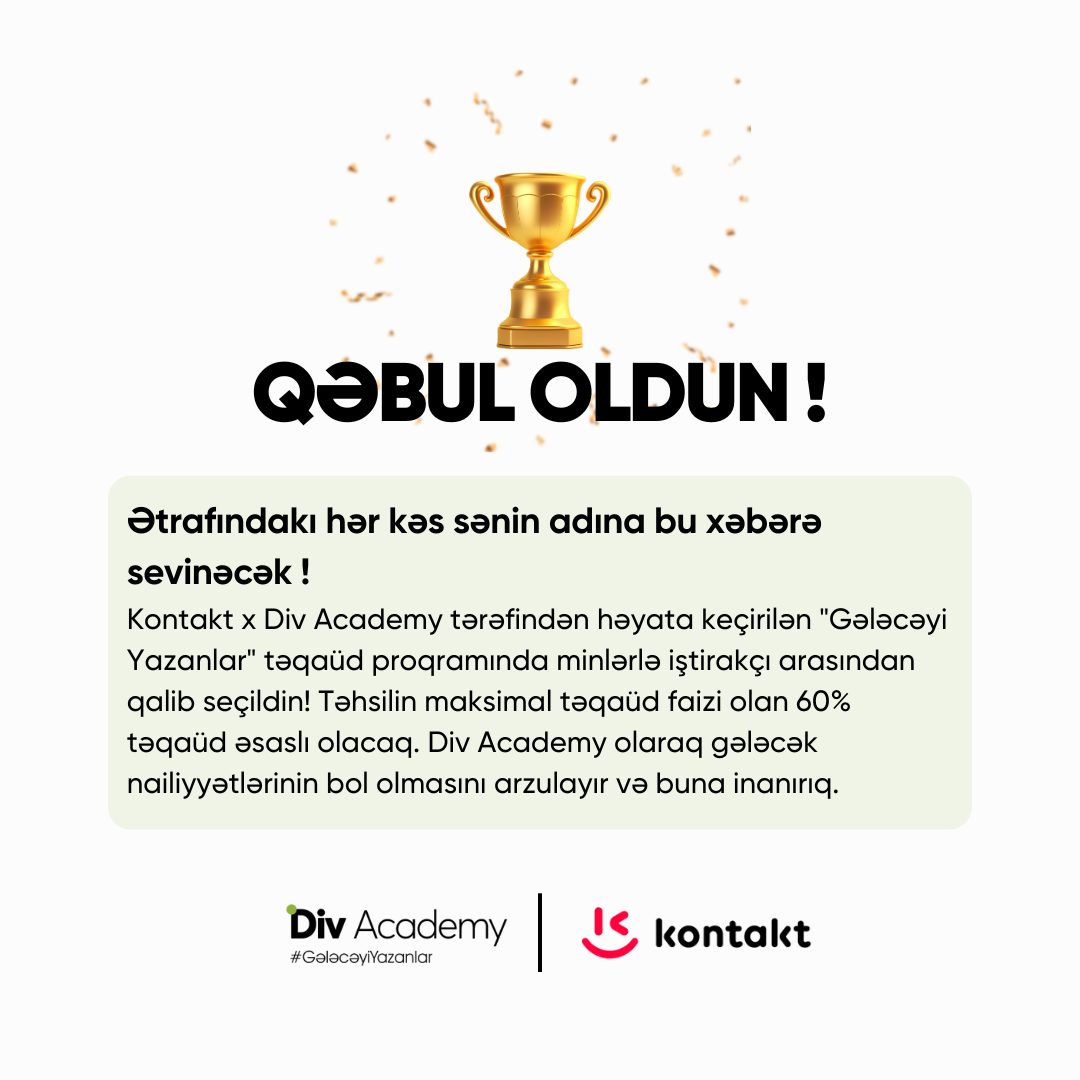 QƏBUL OLDUN !
Ətrafındakı hər kəs sənin adına bu xəbərə
sevinəcək !
Kontakt x Div Academy tərəfindən həyata keçirilən "Gələcəyi
Yazanlar" təqaüd proqramında minlərlə iştirakçı arasından
qalib seçildin! Təhsilin maksimal təqaüd faizi olan 60%
təqaüd əsaslı olacaq. Div Academy olaraq gələcək
nailiyyətlərinin bol olmasını arzulayır və buna inanırıq.
Div Academy
#GələcəyiYazanlar
kontakt